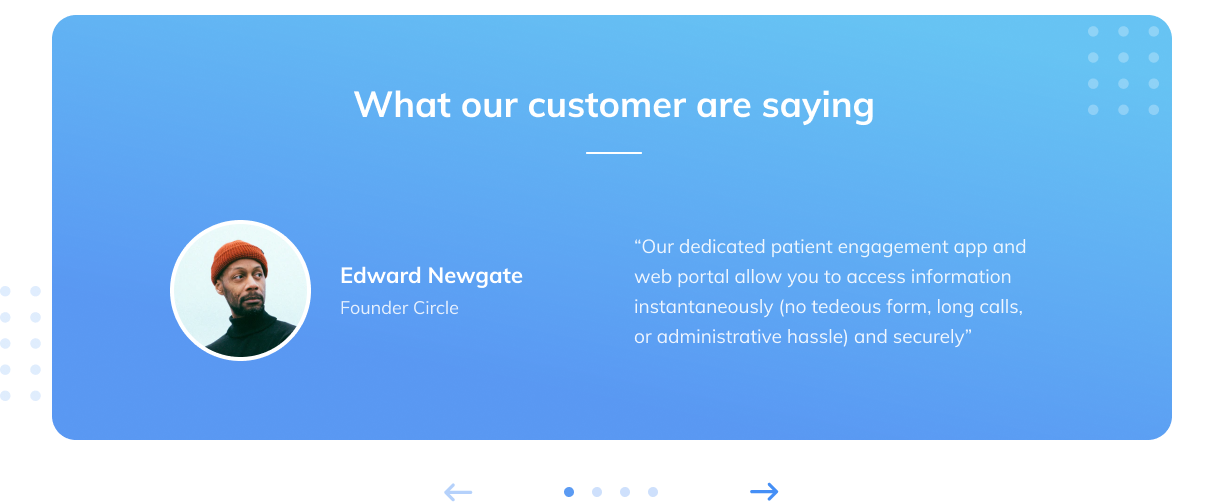 What our customer are saying
Edward Newgate
Founder Circle
“Our dedicated patient engagement app and
web portal allow you to access information
instantaneously (no tedeous form, long calls,
or administrative hassle) and securely”